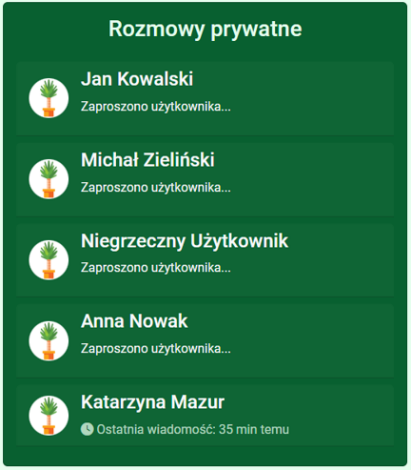 Rozmowy prywatne
Jan Kowalski
Zaproszono użytkownika...
Michał Zieliński
Zaproszono użytkownika...
Niegrzeczny Użytkownik
Zaproszono użytkownika...
Anna Nowak
Zaproszono użytkownika...
Katarzyna Mazur
Ostatnia wiadomość: 35 min temu